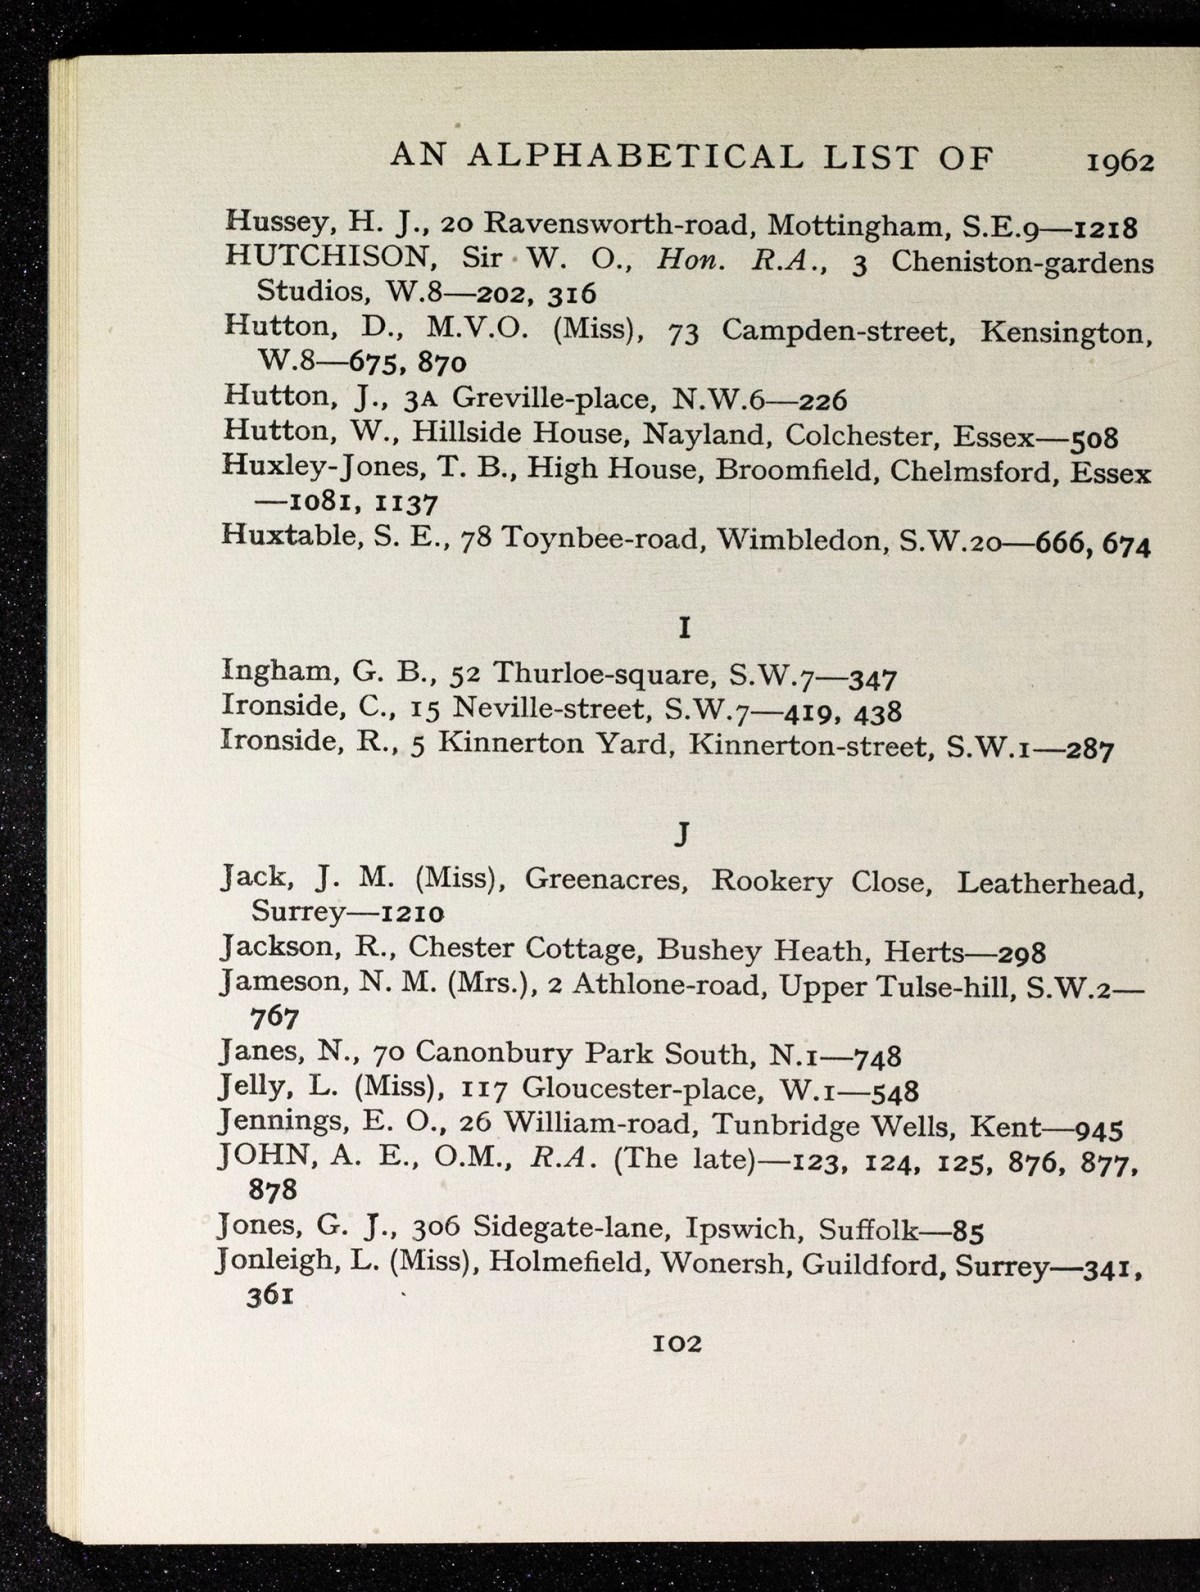 AN ALPHABETICAL LIST OF 1962
Hussey, H. J., 20 Ravensworth-road, Mottingham, S.E.9—1218
HUTCHISON, Sir W. O., Hon. R.A., 3 Cheniston-gardens
Studios, W.8—202, 316
Hutton, D., M.V.O. (Miss), 73 Campden-street, Kensington,
W.8—675, 870
Hutton, J., 3A Greville-place, N.W.6—226
Hutton, W., Hillside House, Nayland, Colchester, Essex—508
Huxley-Jones, T. B., High House, Broomfield, Chelmsford, Essex
—1081, 1137
Huxtable, S. E., 78 Toynbee-road, Wimbledon, S.W.20—666, 674
I
Ingham, G. B., 52 Thurloe-square, S.W.7—347
Ironside, C., 15 Neville-street, S.W.7—419, 438
Ironside, R., 5 Kinnerton Yard, Kinnerton-street, S.W.1—287
J
Jack, J. M. (Miss), Greenacres, Rookery Close, Leatherhead,
Surrey—1210
Jackson, R., Chester Cottage, Bushey Heath, Herts—298
Jameson, N. M. (Mrs.), 2 Athlone-road, Upper Tulse-hill, S.W.2—
767
Janes, N., 70 Canonbury Park South, N.1—748
Jelly, L. (Miss), 117 Gloucester-place, W.1—548
Jennings, E. O., 26 William-road, Tunbridge Wells, Kent—945
JOHN, A. E., O.M., R.A. (The late)—123, 124, 125, 876, 877,
878
Jones, G. J., 306 Sidegate-lane, Ipswich, Suffolk—85
Jonleigh, L. (Miss), Holmefield, Wonersh, Guildford, Surrey—341,
361
102